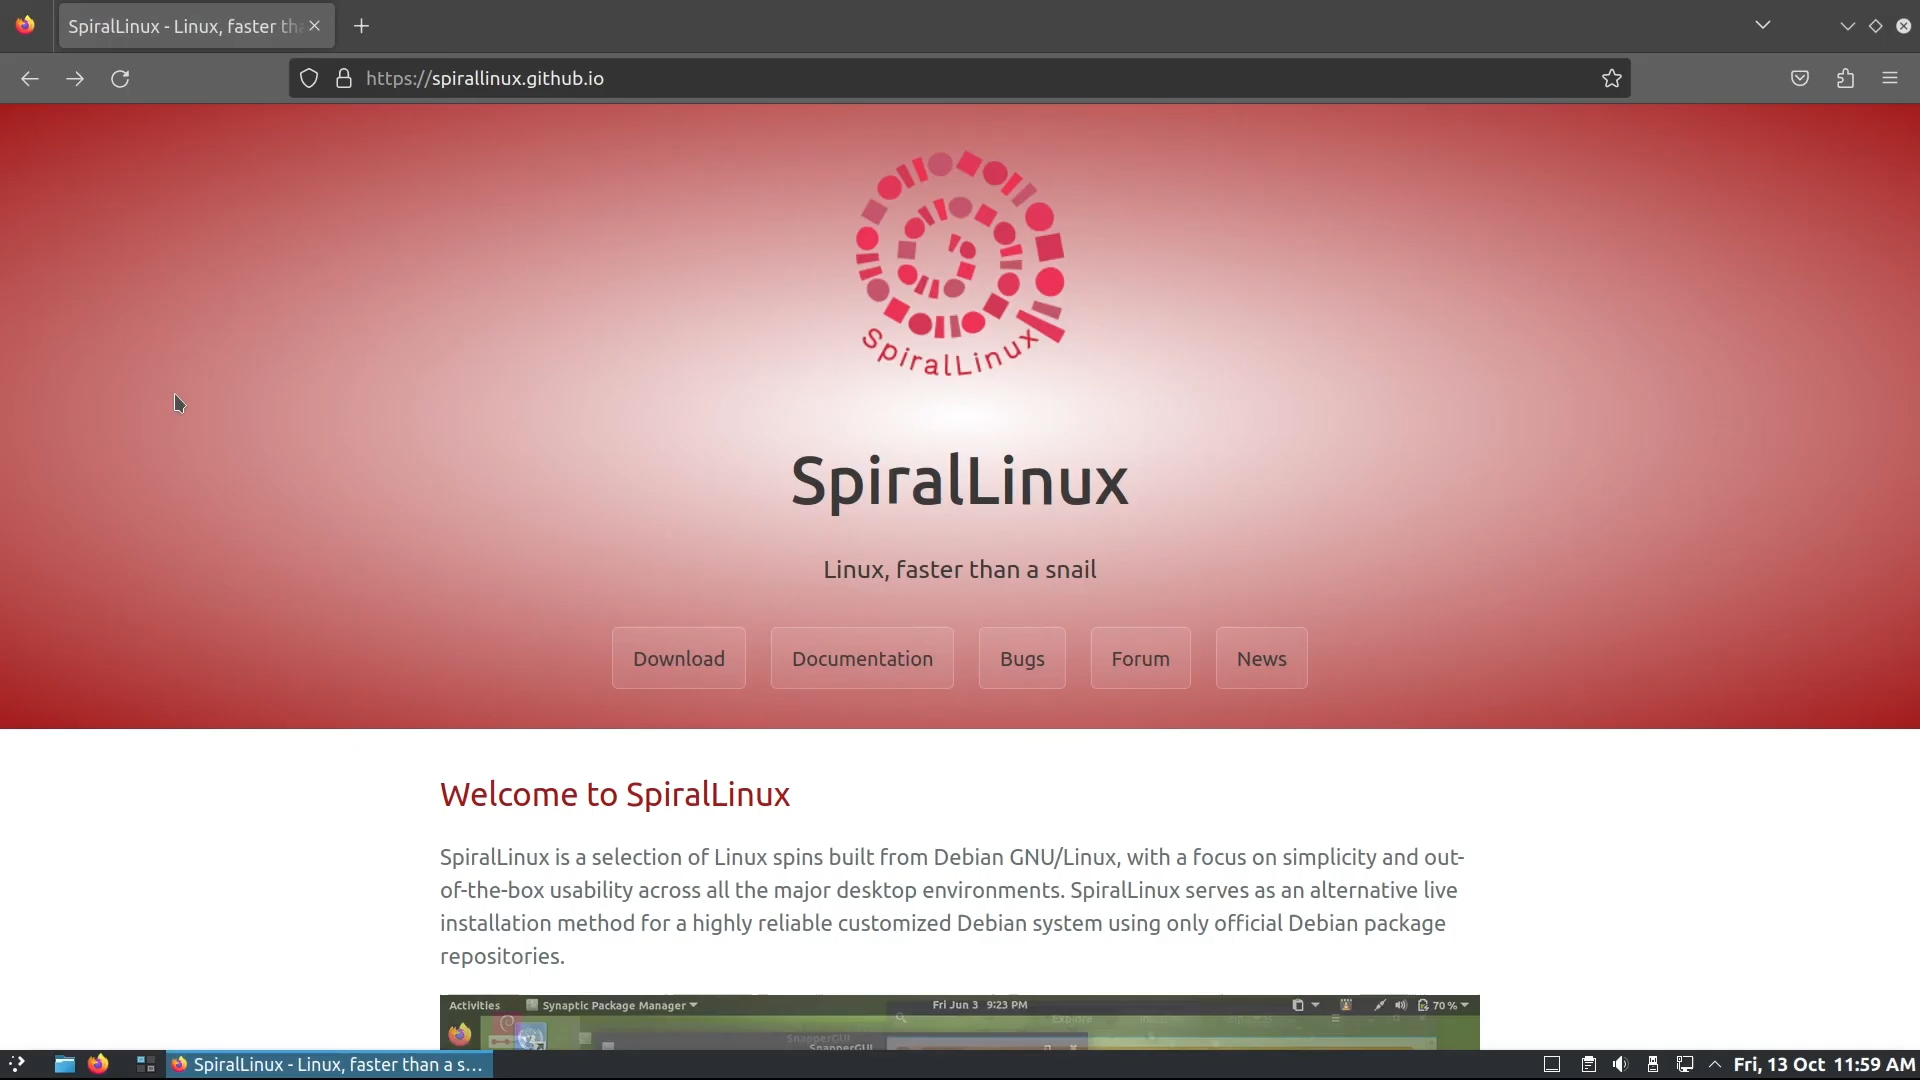 SpiralLinux - Linux, faster tha
https://spirallinux.github.io
SpiralLinux
SpiralLinux
Linux, faster than a snail
Download
Documentation
Bugs
Forum
News
Welcome to SpiralLinux
SpiralLinux is a selection of Linux spins built from Debian GNU/Linux, with a focus on simplicity and out-
of-the-box usability across all the major desktop environments. SpiralLinux serves as an alternative live
installation method for a highly reliable customized Debian system using only official Debian package
repositories.
Activities
Synaptic Package Manager
Fri Jun 3 9:23 PM
70 %
Explore
SnapperGUI
SnapperGUI
SpiralLinux - Linux, faster than a s...
Fri, 13 Oct 11:59 AM